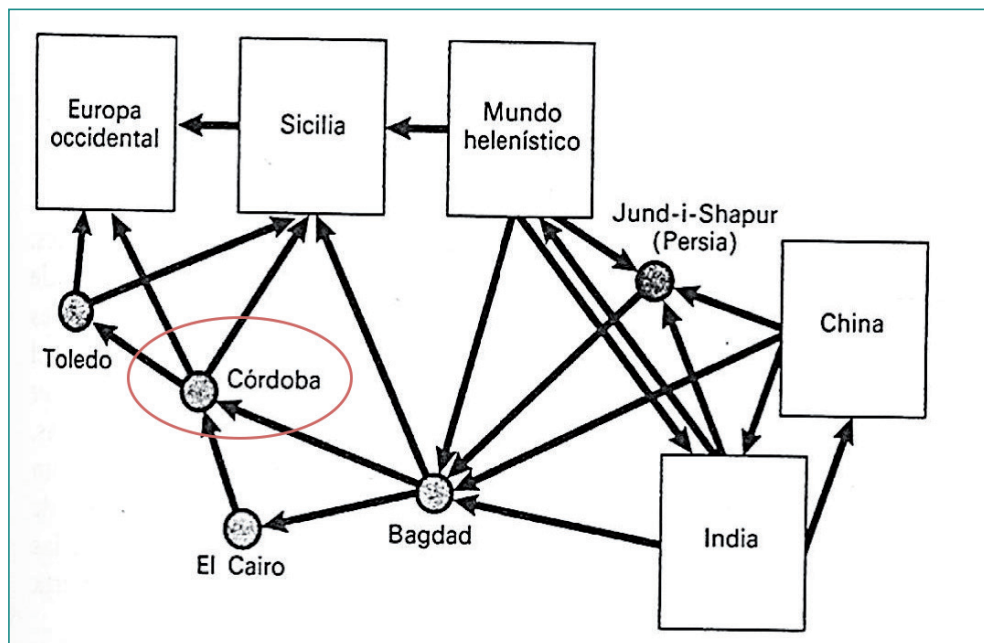 Europa
occidental
Sicilia
Mundo
helenístico
Jund-i-Shapur
(Persia)
China
Toledo
Córdoba
Bagdad
El Cairo
India